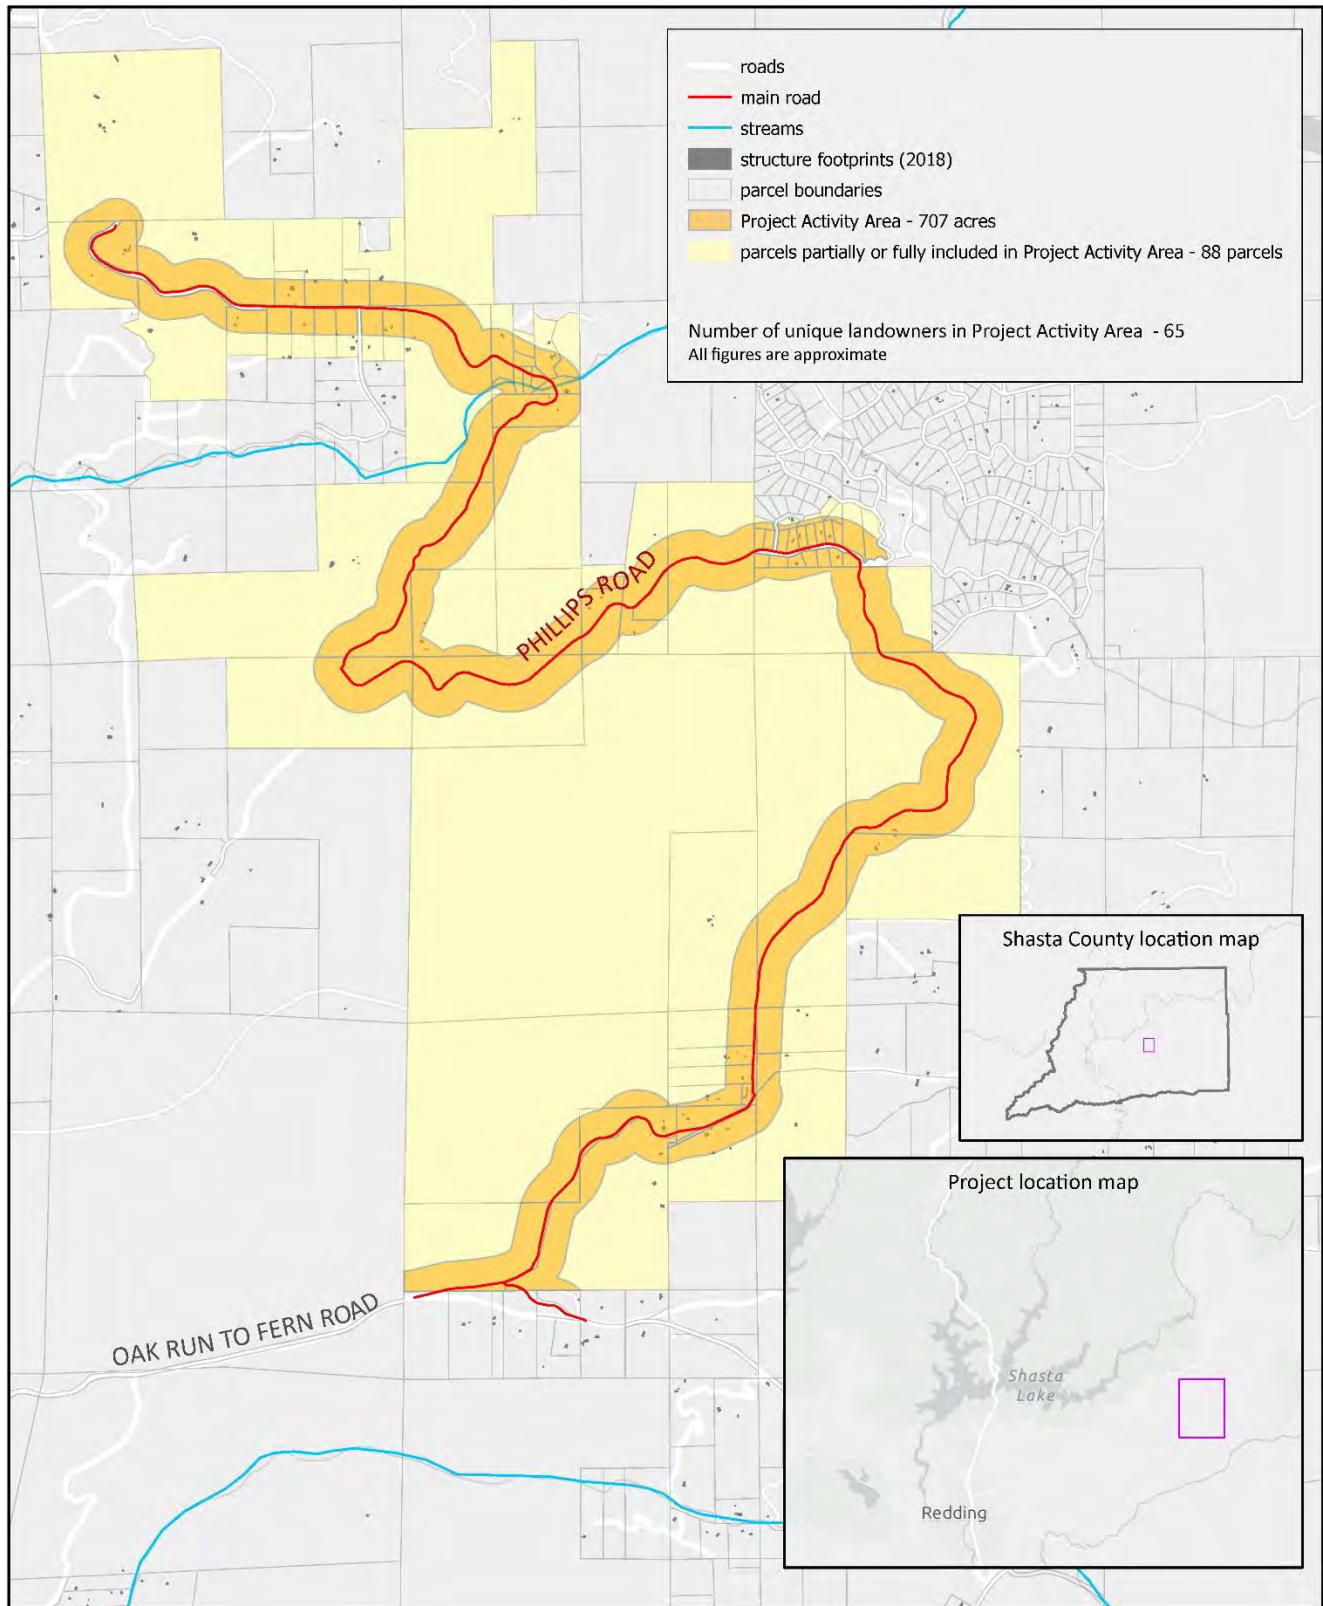 roads
main road
streams
structure footprints (2018)
parcel boundaries
Project Activity Area - 707 acres
parcels partially or fully included in Project Activity Area - 88 parcels
Number of unique landowners in Project Activity Area - 65
All figures are approximate
PHILLIPS ROAD
Shasta County location map
Project location map
OAK RUN TO FERN ROAD
Shasta
Lake
Redding